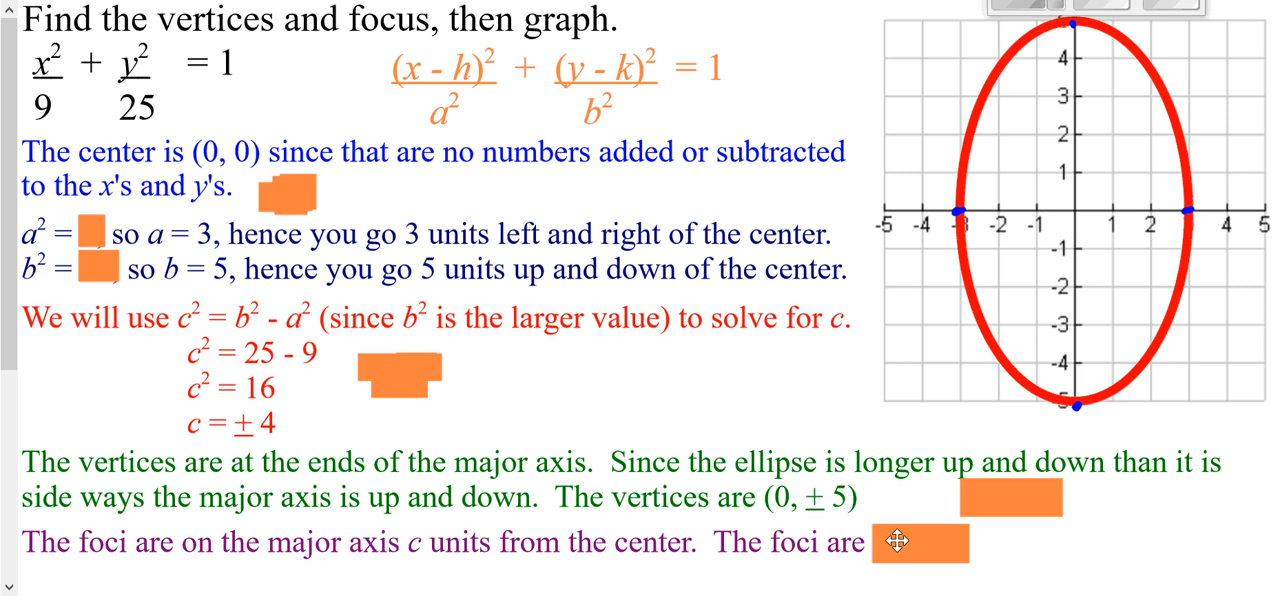 Find the vertices and focus, then graph.
x² + y² = 1
9 25
(x - h)² + (y - k)² = 1
a² b²
The center is (0, 0) since that are no numbers added or subtracted
to the x's and y's.
a² = , so a = 3, hence you go 3 units left and right of the center.
b² = , so b = 5, hence you go 5 units up and down of the center.
We will use c² = b² - a² (since b² is the larger value) to solve for c.
c² = 25 - 9
c² = 16
c = ± 4
The vertices are at the ends of the major axis. Since the ellipse is longer up and down than it is
side ways the major axis is up and down. The vertices are (0, ± 5)
The foci are on the major axis c units from the center. The foci are
4
3
2
1
-5 -4 -2 -1 1 2 4 5
-1
-2
-3
-4